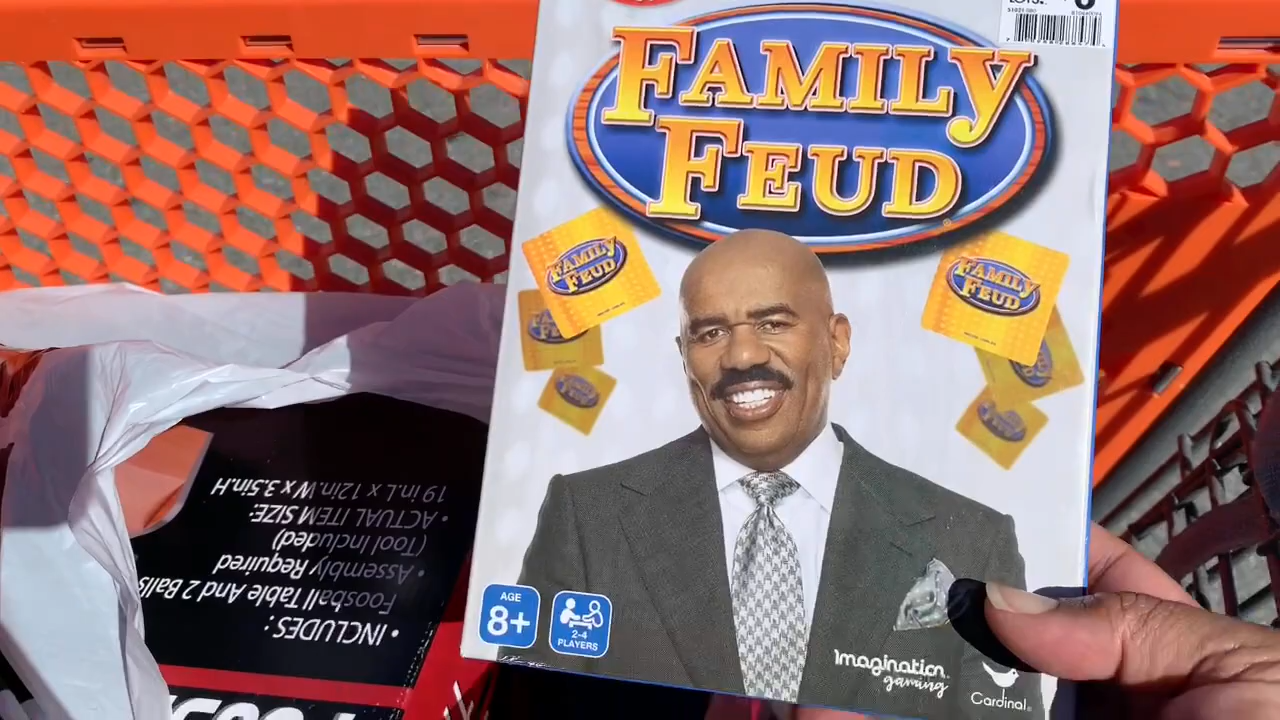 LOTS.
FAMILY
FEUD
FAMILY
FEUD
FAMILY
FEUD
AGE
8+
2-4
PLAYERS
Imagination
gaming
Cardinal
• INCLUDES:
Foosball Table And 2 Balls
• Assembly Required
(Tool Included)
• ACTUAL ITEM SIZE:
19 in.L x 12in.W x 3.5in.H